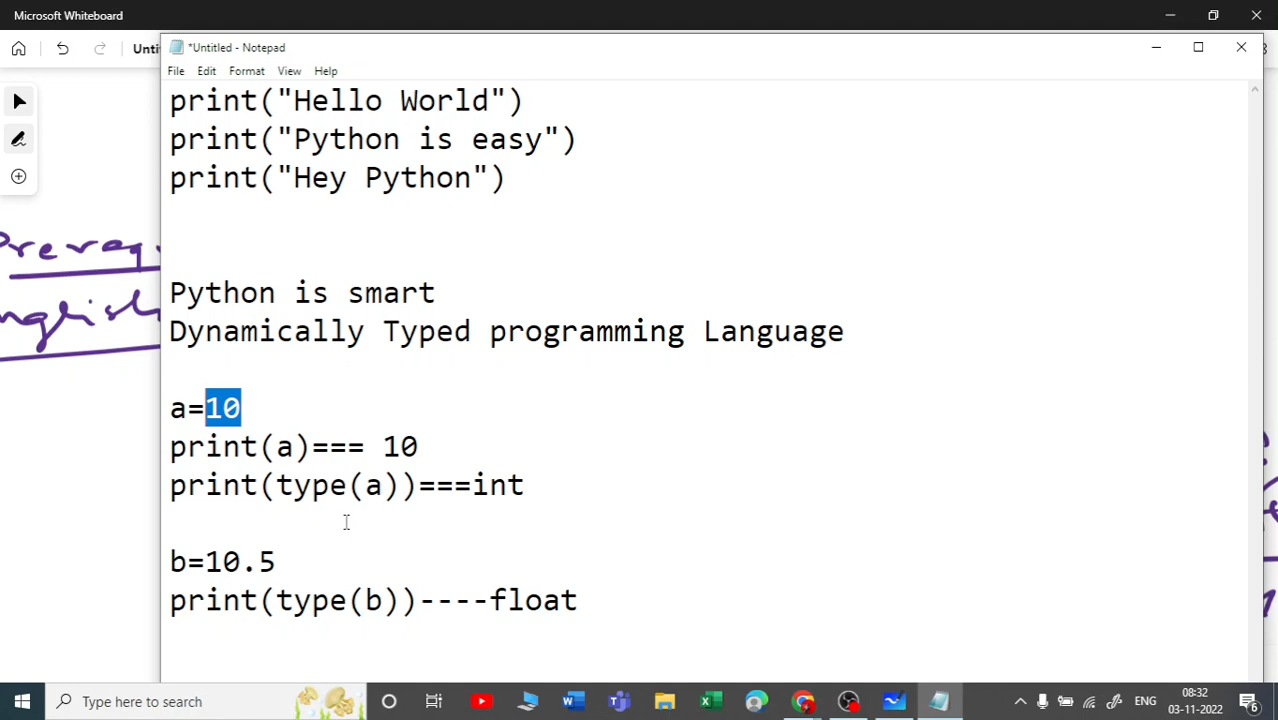 Microsoft Whiteboard
*Untitled - Notepad
File Edit Format View Help
print("Hello World")
print("Python is easy")
print("Hey Python")
Python is smart
Dynamically Typed programming Language
a=10
print(a)=== 10
print(type(a))===int
b=10.5
print(type(b))----float
Type here to search
ENG
08:32
03-11-2022
6